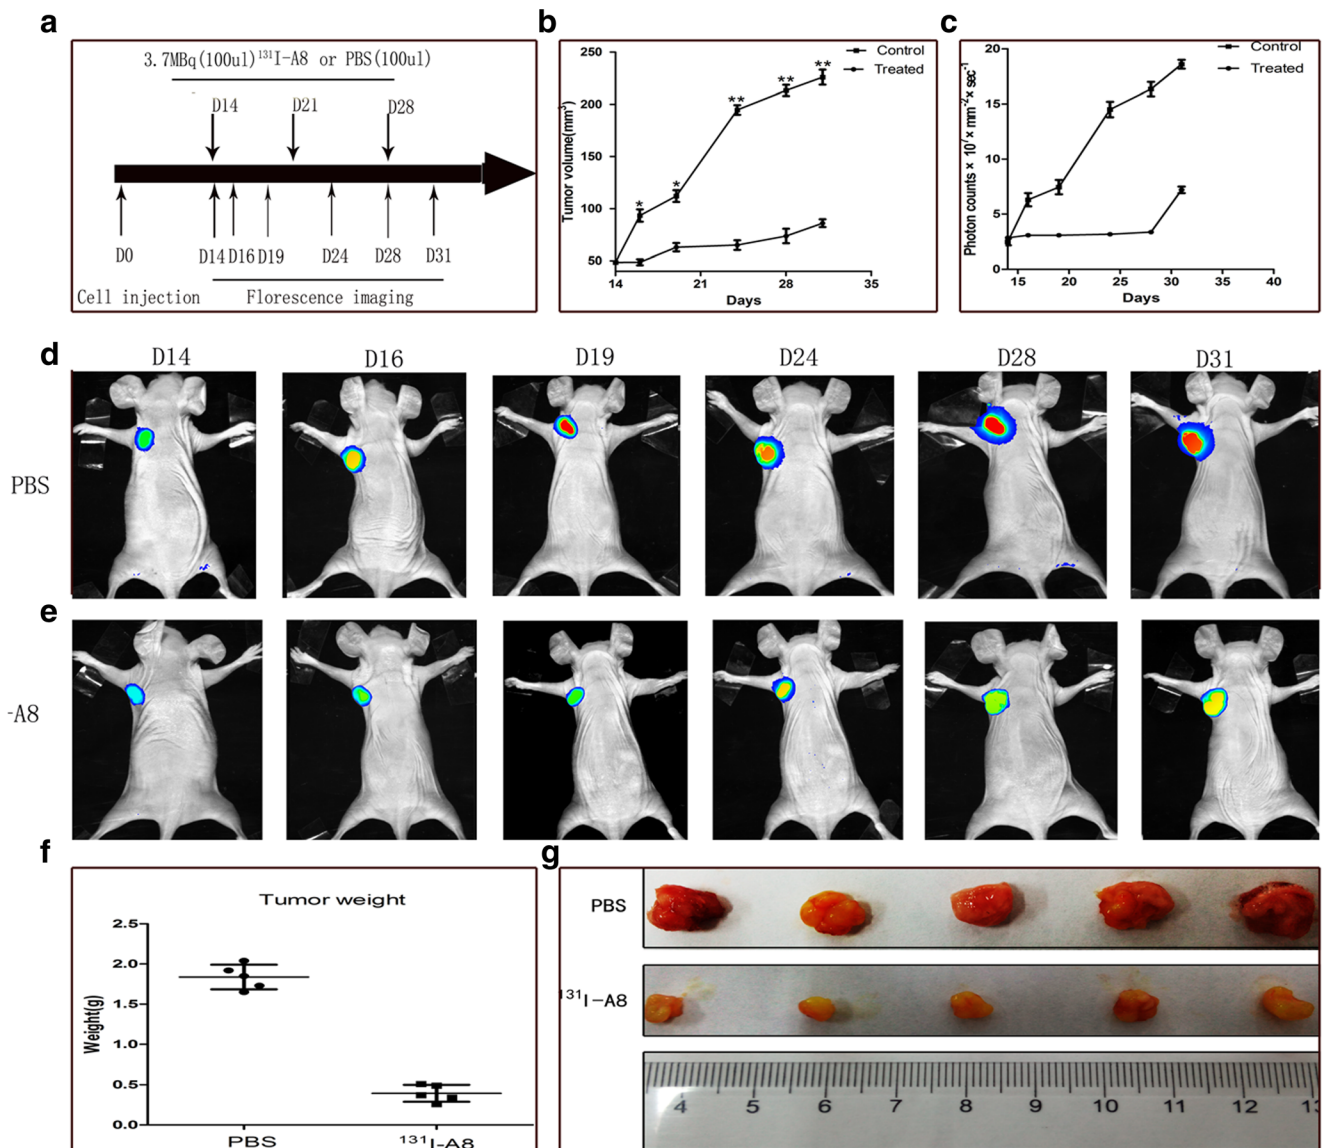 a
3.7MBq(100ul)¹³¹I-A8 or PBS(100ul)
D14 D21 D28
D0 D14 D16 D19 D24 D28 D31
Cell injection Florescence imaging
b
Control
Treated
Tumor volume(mm³)
250
200
150
100
50
* * ** ** **
14 21 28 35
Days
c
Control
Treated
Photon counts × 10⁷ × mm⁻² × sec⁻¹
20
15
10
5
0
15 20 25 30 35 40
Days
d
D14 D16 D19 D24 D28 D31
PBS
e
-A8
f
Tumor weight
Weight(g)
2.5
2.0
1.5
1.0
0.5
0.0
PBS ¹³¹I-A8
g
PBS
¹³¹I-A8
4 5 6 7 8 9 10 11 12